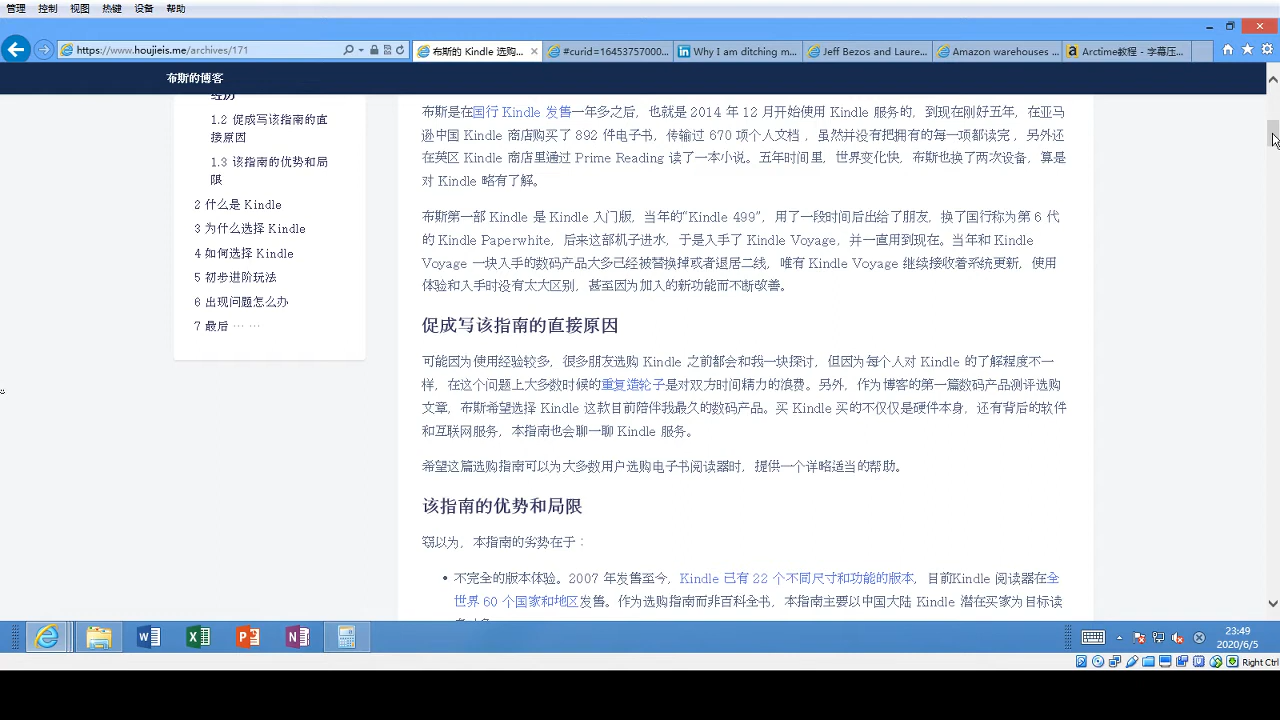 管理 控制 视图 热键 设备 帮助
https://www.houjieis.me/archives/171
布斯的 Kindle 选购...
#curid=16453757000...
Why I am ditching m...
Jeff Bezos and Laure...
Amazon warehouses ...
Arctime教程 - 字幕压...
布斯的博客
经历
1.2 促成写该指南的直
接原因
1.3 该指南的优势和局
限
2 什么是 Kindle
3 为什么选择 Kindle
4 如何选择 Kindle
5 初步进阶玩法
6 出现问题怎么办
7 最后 ⋯ ⋯
布斯是在国行 Kindle 发售一年多之后，也就是 2014 年 12 月开始使用 Kindle 服务的，到现在刚好五年，在亚马
逊中国 Kindle 商店购买了 892 件电子书，传输过 670 项个人文档，虽然并没有把拥有的每一项都读完，另外还
在英区 Kindle 商店里通过 Prime Reading 读了一本小说。五年时间里，世界变化快，布斯也换了两次设备，算是
对 Kindle 略有了解。
布斯第一部 Kindle 是 Kindle 入门版，当年的“Kindle 499”，用了一段时间后出给了朋友，换了国行称为第 6 代
的 Kindle Paperwhite，后来这部机子进水，于是入手了 Kindle Voyage，并一直用到现在。当年和 Kindle
Voyage 一块入手的数码产品大多已经被替换掉或者退居二线，唯有 Kindle Voyage 继续接收着系统更新，使用
体验和入手时没有太大区别，甚至因为加入的新功能而不断改善。
促成写该指南的直接原因
可能因为使用经验较多，很多朋友选购 Kindle 之前都会和我一块探讨，但因为每个人对 Kindle 的了解程度不一
样，在这个问题上大多数时候的重复造轮子是对双方时间精力的浪费。另外，作为博客的第一篇数码产品测评选购
文章，布斯希望选择 Kindle 这款目前陪伴我最久的数码产品。买 Kindle 买的不仅仅是硬件本身，还有背后的软件
和互联网服务，本指南也会聊一聊 Kindle 服务。
希望这篇选购指南可以为大多数用户选购电子书阅读器时，提供一个详略适当的帮助。
该指南的优势和局限
窃以为，本指南的劣势在于：
• 不完全的版本体验。2007 年发售至今，Kindle 已有 22 个不同尺寸和功能的版本，目前Kindle 阅读器在全
世界 60 个国家和地区发售。作为选购指南而非百科全书，本指南主要以中国大陆 Kindle 潜在买家为目标读
23:49
2020/6/5
Right Ctrl